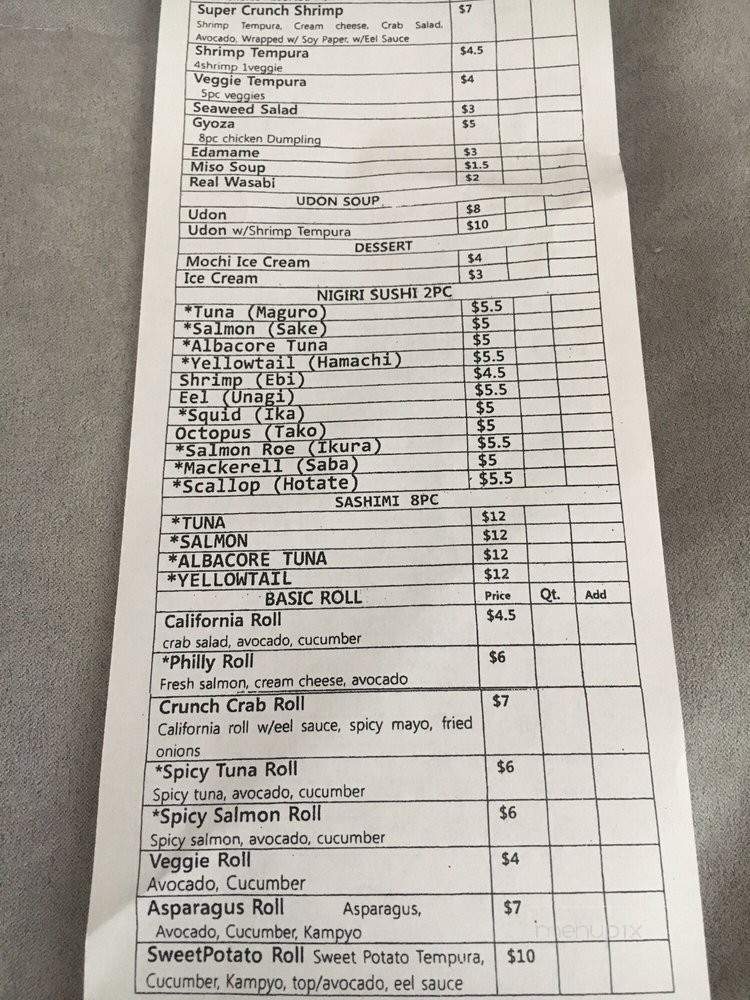 Super Crunch Shrimp $7
Shrimp Tempura, Cream cheese, Crab Salad,
Avocado, Wrapped w/ Soy Paper, w/Eel Sauce
Shrimp Tempura $4.5
4shrimp 1veggie
Veggie Tempura $4
5pc veggies
Seaweed Salad $3
Gyoza $5
8pc chicken Dumpling
Edamame $3
Miso Soup $1.5
Real Wasabi $2
UDON SOUP
Udon $8
Udon w/Shrimp Tempura $10
DESSERT
Mochi Ice Cream $4
Ice Cream $3
NIGIRI SUSHI 2PC
*Tuna (Maguro) $5.5
*Salmon (Sake) $5
*Albacore Tuna $5
*Yellowtail (Hamachi) $5.5
Shrimp (Ebi) $4.5
Eel (Unagi) $5.5
*Squid (Ika) $5
Octopus (Tako) $5
*Salmon Roe (Ikura) $5.5
*Mackerell (Saba) $5
*Scallop (Hotate) $5.5
SASHIMI 8PC
*TUNA $12
*SALMON $12
*ALBACORE TUNA $12
*YELLOWTAIL $12
BASIC ROLL Price Qt. Add
California Roll $4.5
crab salad, avocado, cucumber
*Philly Roll $6
Fresh salmon, cream cheese, avocado
Crunch Crab Roll $7
California roll w/eel sauce, spicy mayo, fried
onions
*Spicy Tuna Roll $6
Spicy tuna, avocado, cucumber
*Spicy Salmon Roll $6
Spicy salmon, avocado, cucumber
Veggie Roll $4
Avocado, Cucumber
Asparagus Roll Asparagus, $7
Avocado, Cucumber, Kampyo
menupix
SweetPotato Roll Sweet Potato Tempura, $10
Cucumber, Kampyo, top/avocado, eel sauce